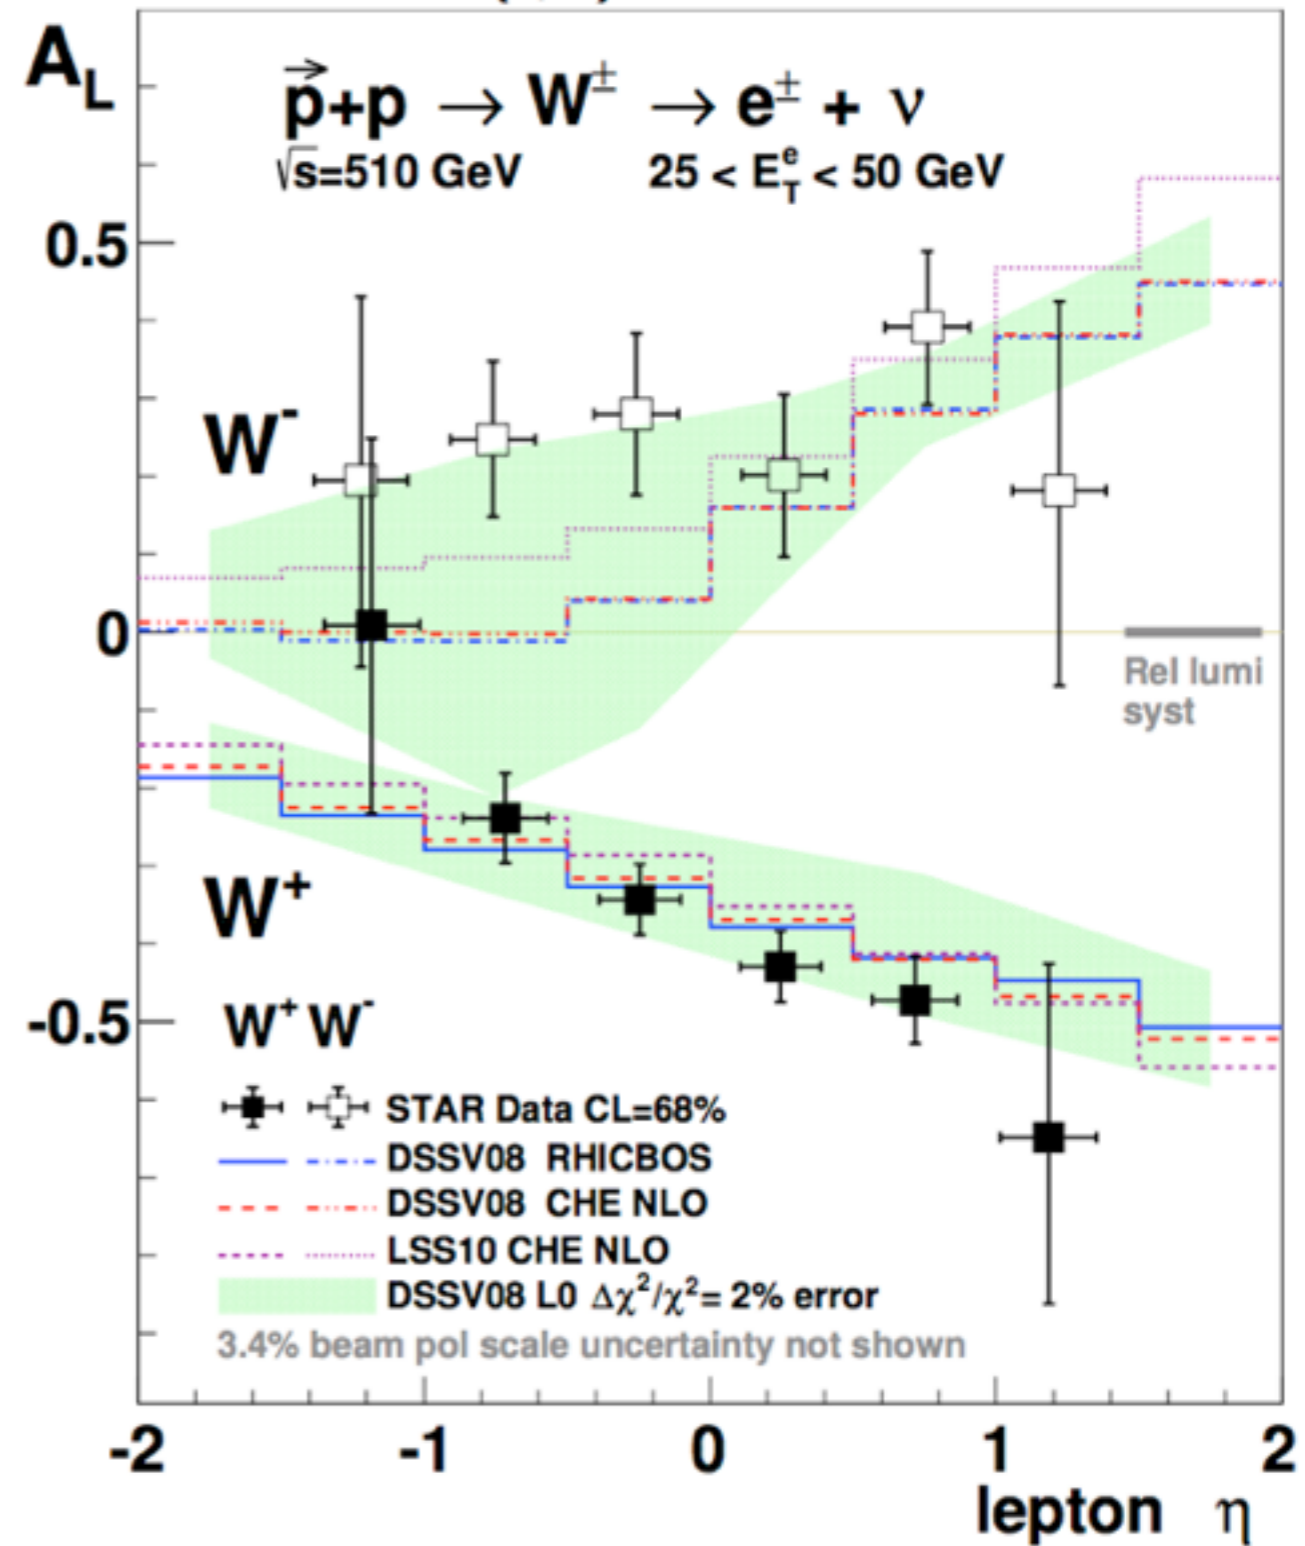 A_L
p⃗+p → W± → e± + ν
√s=510 GeV 25 < E_T^e < 50 GeV
0.5
W-
0
Rel lumi
syst
W+
-0.5
W+ W-
STAR Data CL=68%
DSSV08 RHICBOS
DSSV08 CHE NLO
LSS10 CHE NLO
DSSV08 L0 Δχ²/χ²= 2% error
3.4% beam pol scale uncertainty not shown
-2 -1 0 1 2
lepton η